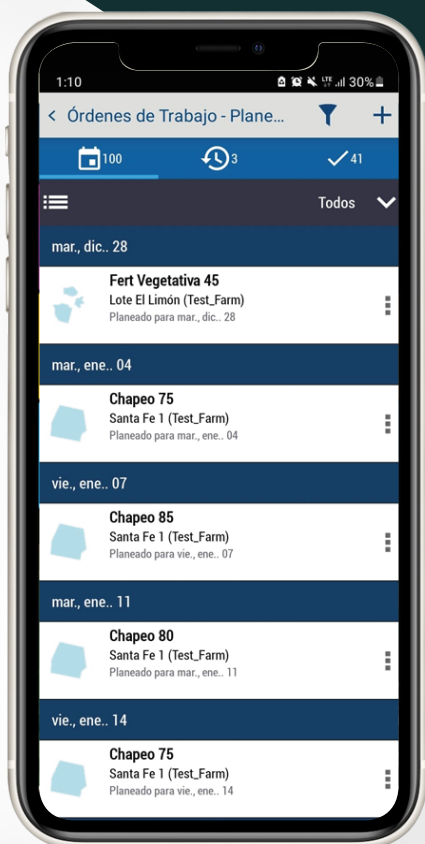 1:10
LTE 30%
< Órdenes de Trabajo - Plane...
100
3
41
Todos
mar., dic.. 28
Fert Vegetativa 45
Lote El Limón (Test_Farm)
Planeado para mar., dic.. 28
mar., ene.. 04
Chapeo 75
Santa Fe 1 (Test_Farm)
Planeado para mar., ene.. 04
vie., ene.. 07
Chapeo 85
Santa Fe 1 (Test_Farm)
Planeado para vie., ene.. 07
mar., ene.. 11
Chapeo 80
Santa Fe 1 (Test_Farm)
Planeado para mar., ene.. 11
vie., ene.. 14
Chapeo 75
Santa Fe 1 (Test_Farm)
Planeado para vie., ene.. 14